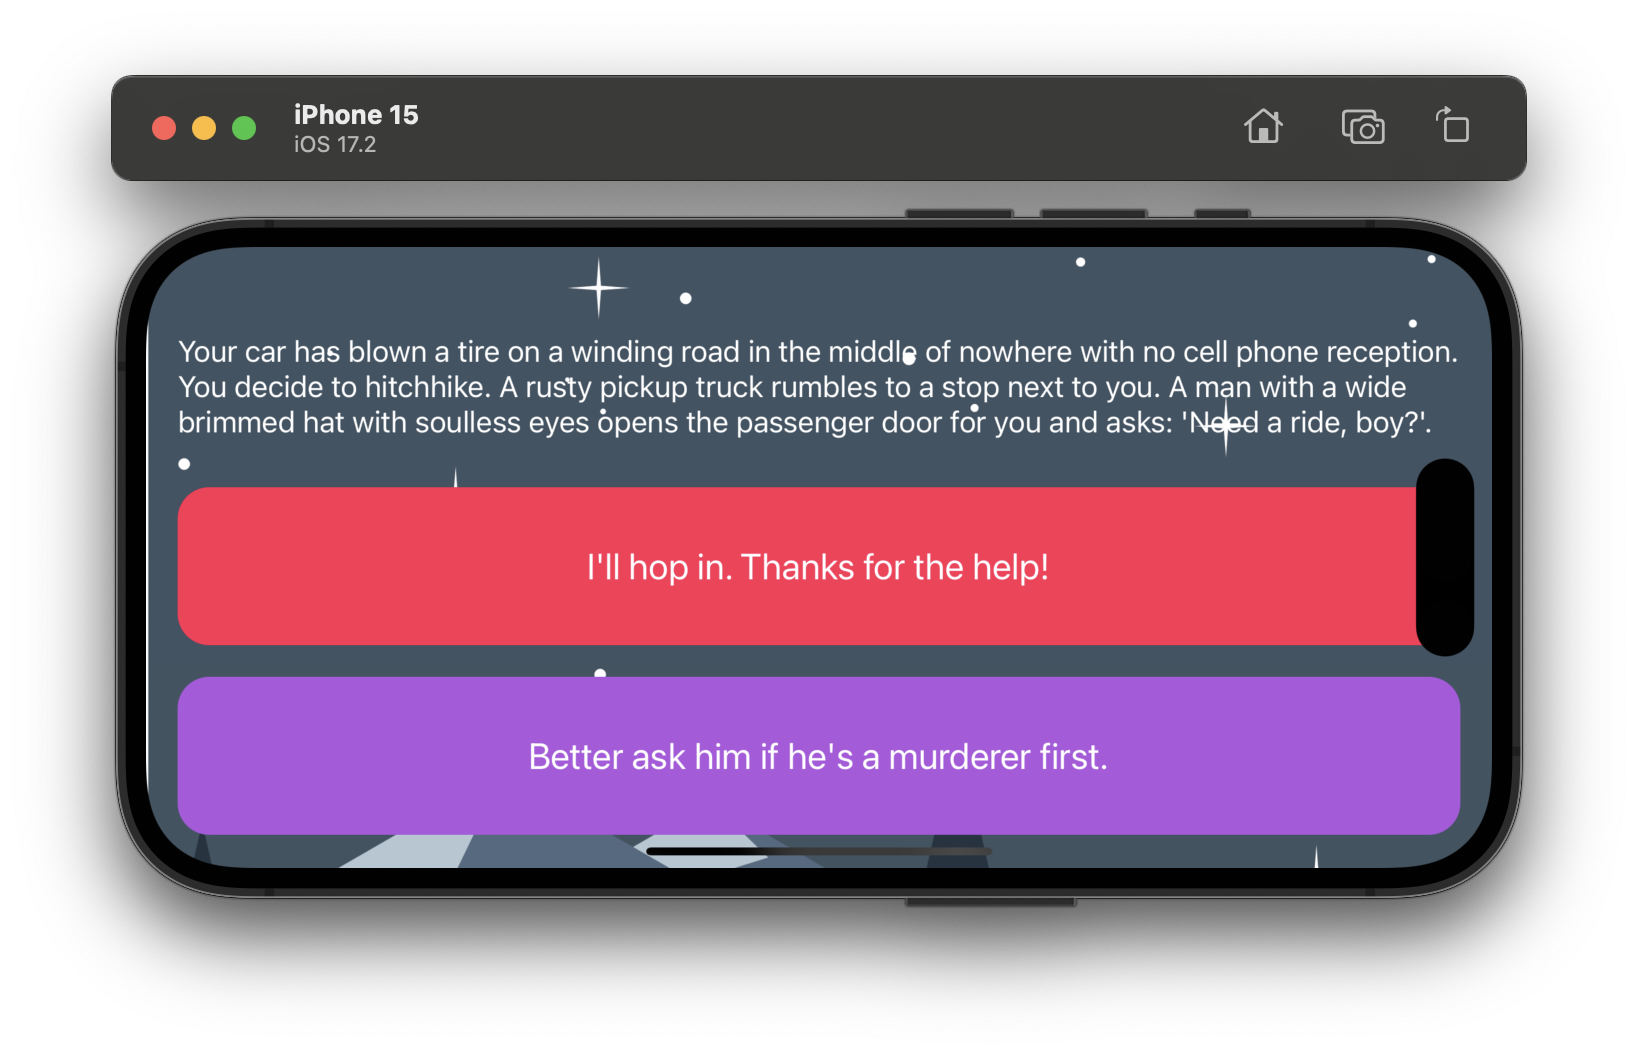 iPhone 15
iOS 17.2
Your car has blown a tire on a winding road in the middle of nowhere with no cell phone reception.
You decide to hitchhike. A rusty pickup truck rumbles to a stop next to you. A man with a wide
brimmed hat with soulless eyes opens the passenger door for you and asks: 'Need a ride, boy?'.
I'll hop in. Thanks for the help!
Better ask him if he's a murderer first.